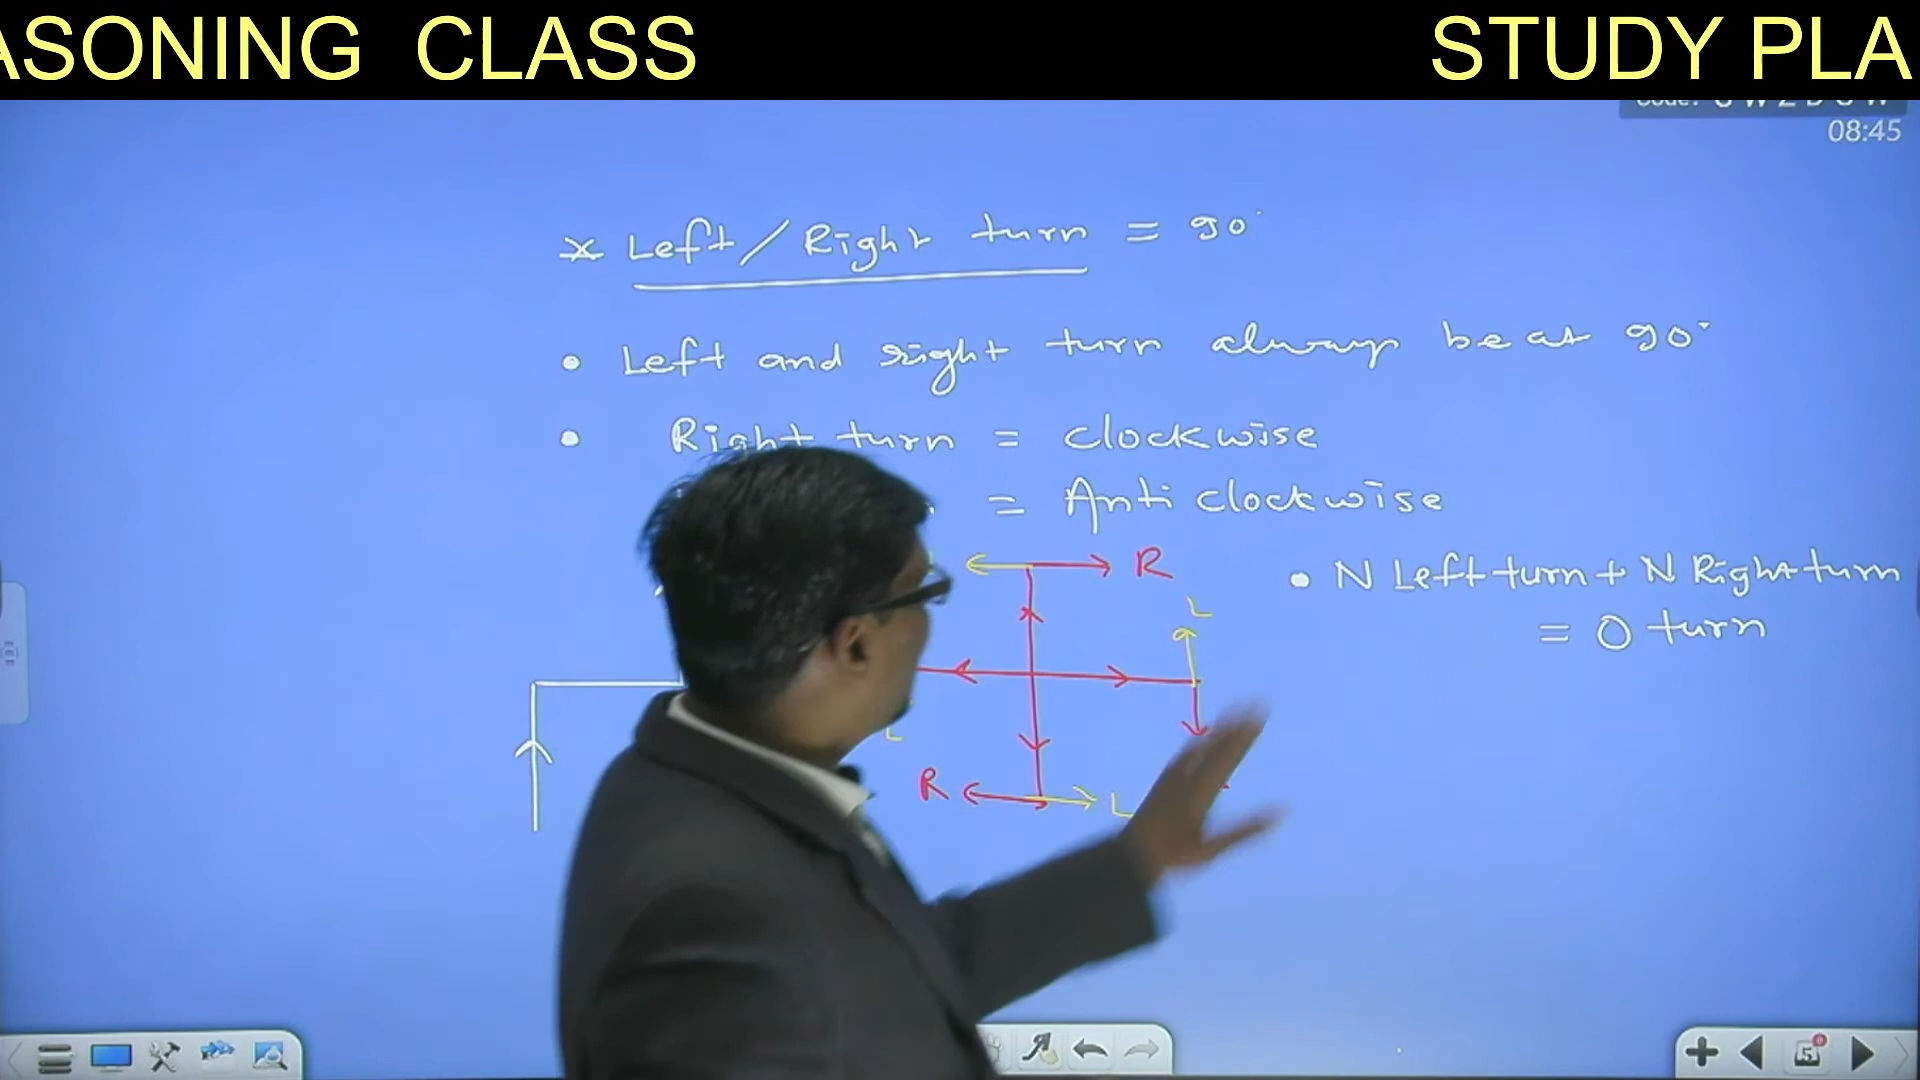 ASONING CLASS STUDY PLA
08:45
* Left/Right turn = 90°
• Left and right turn always be at 90°
• Right turn = clockwise
= Anti clockwise
R
• N Left turn + N Right turn
L
= 0 turn
L
R
L